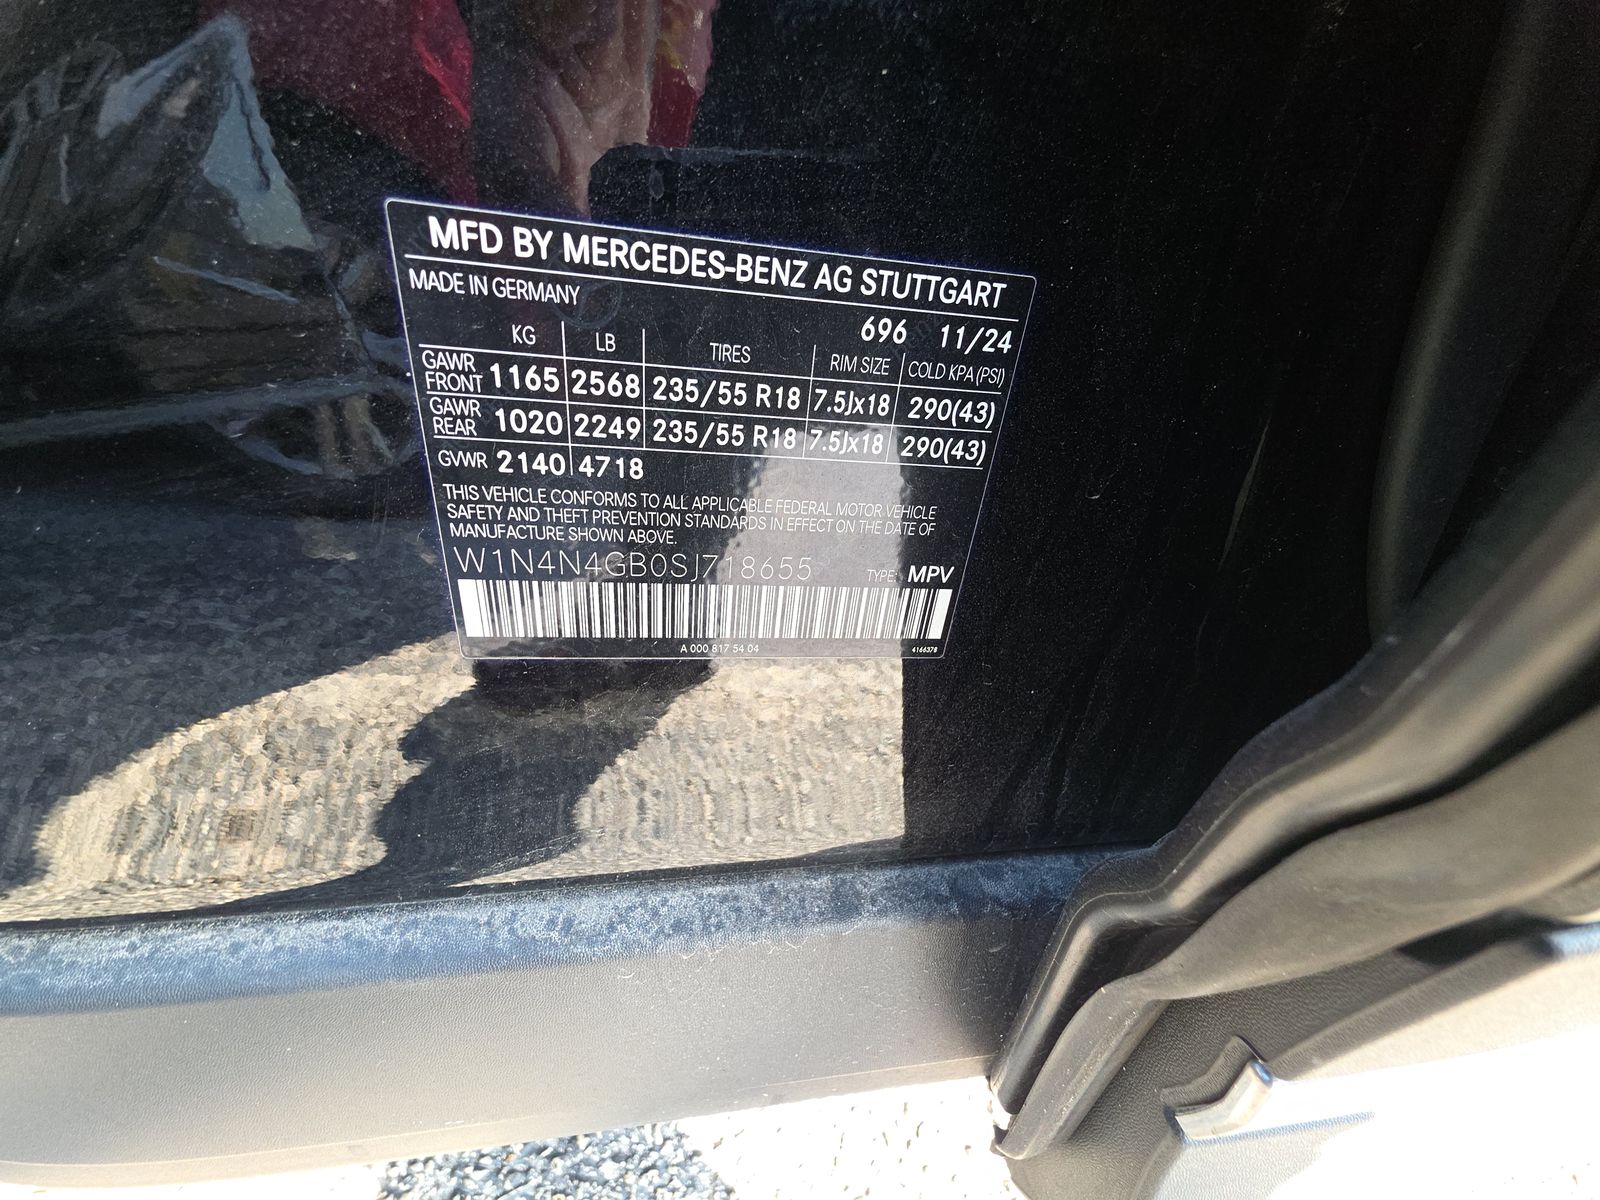 MFD BY MERCEDES-BENZ AG STUTTGART
MADE IN GERMANY
696 11/24
KG LB TIRES RIM SIZE COLD KPA(PSI)
GAWR FRONT 1165 2568 235/55 R18 7.5Jx18 290(43)
GAWR REAR 1020 2249 235/55 R18 7.5Jx18 290(43)
GVWR 2140 4718
THIS VEHICLE CONFORMS TO ALL APPLICABLE FEDERAL MOTOR VEHICLE
SAFETY AND THEFT PREVENTION STANDARDS IN EFFECT ON THE DATE OF
MANUFACTURE SHOWN ABOVE.
W1N4N4GB0SJ718655 TYPE: MPV
A 000 817 54 04 4166378